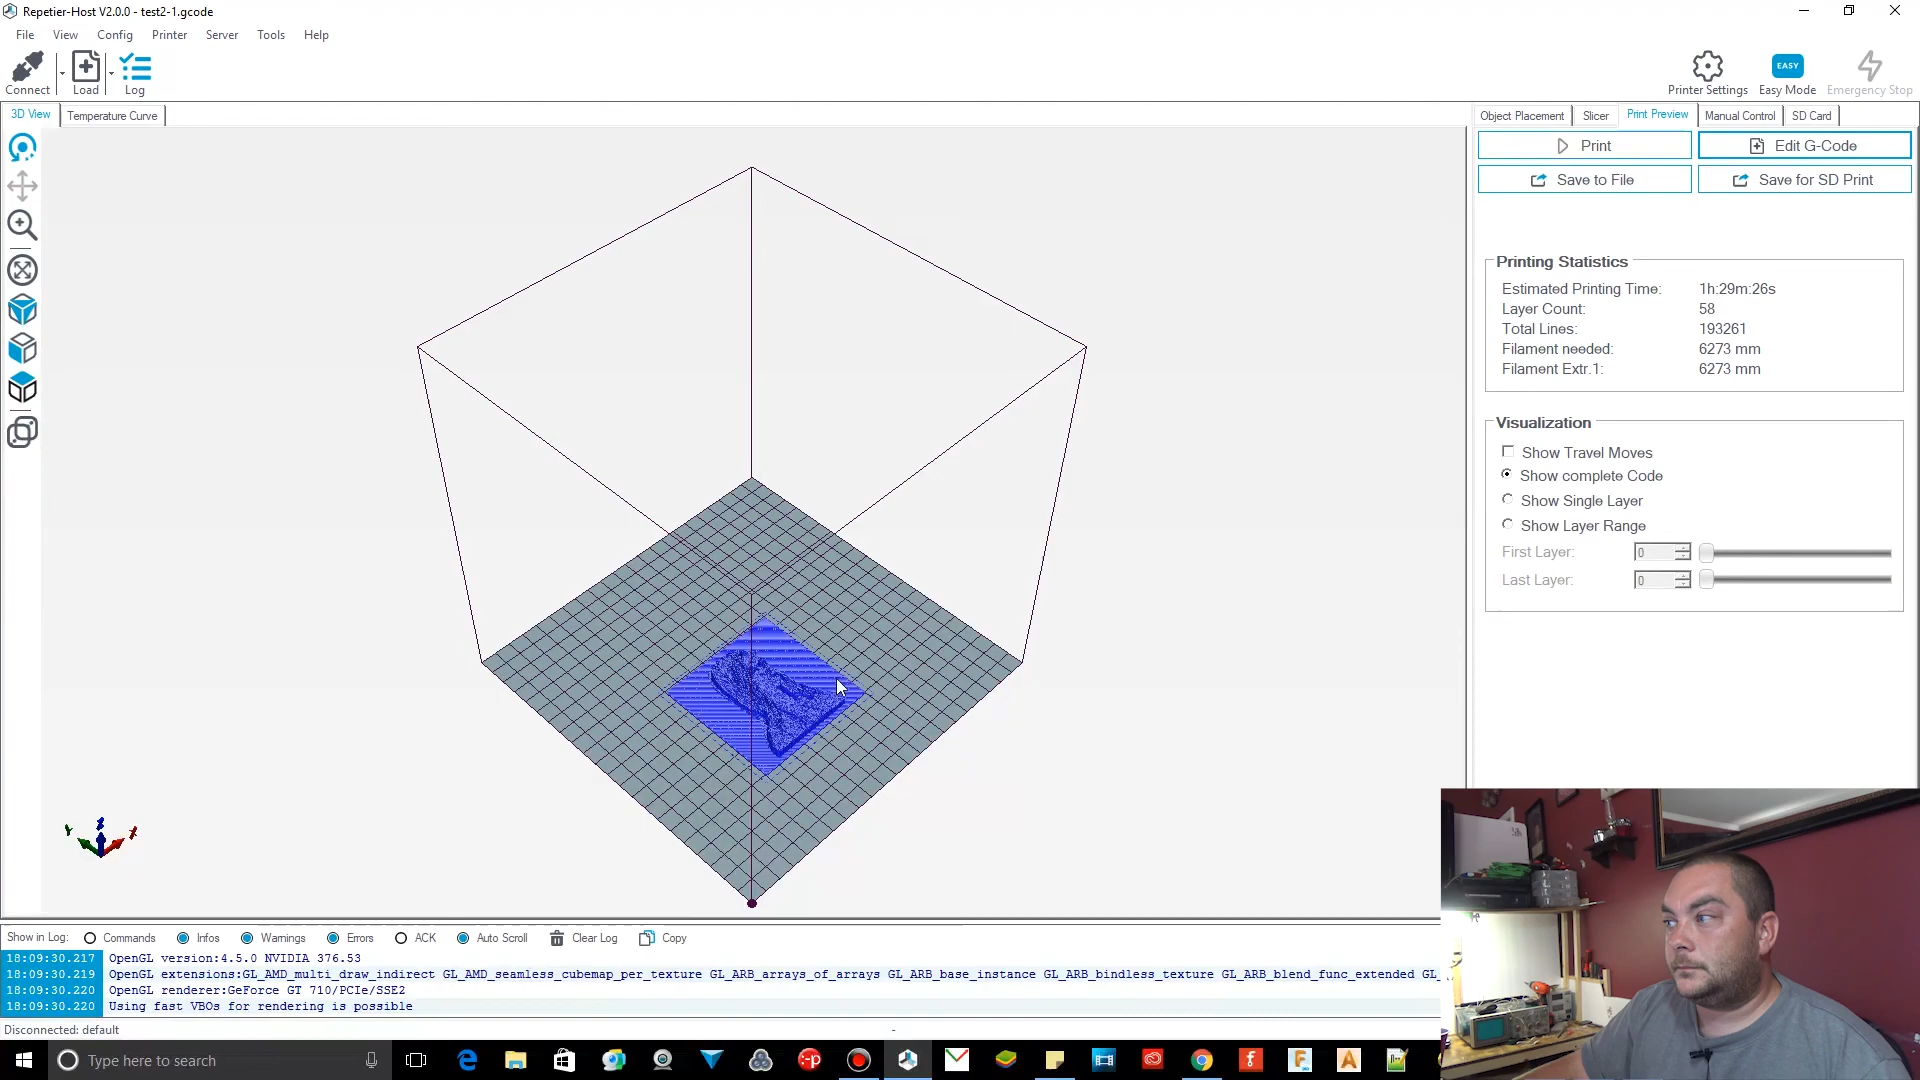 Repetier-Host V2.0.0 - test2-1.gcode
File View Config Printer Server Tools Help
Connect Load Log Printer Settings EASY Easy Mode Emergency Stop
3D View Temperature Curve
Object Placement Slicer Print Preview Manual Control SD Card
Print Edit G-Code
Save to File Save for SD Print
Printing Statistics
Estimated Printing Time: 1h:29m:26s
Layer Count: 58
Total Lines: 193261
Filament needed: 6273 mm
Filament Extr.1: 6273 mm
Visualization
Show Travel Moves
Show complete Code
Show Single Layer
Show Layer Range
First Layer: 0
Last Layer: 0
Show in Log: Commands Infos Warnings Errors ACK Auto Scroll Clear Log Copy
18:09:30.217 OpenGL version:4.5.0 NVIDIA 376.53
18:09:30.219 OpenGL extensions:GL_AMD_multi_draw_indirect GL_AMD_seamless_cubemap_per_texture GL_ARB_arrays_of_arrays GL_ARB_base_instance GL_ARB_bindless_texture GL_ARB_blend_func_extended GL_
18:09:30.220 OpenGL renderer:GeForce GT 710/PCIe/SSE2
18:09:30.220 Using fast VBOs for rendering is possible
Disconnected: default -
Type here to search